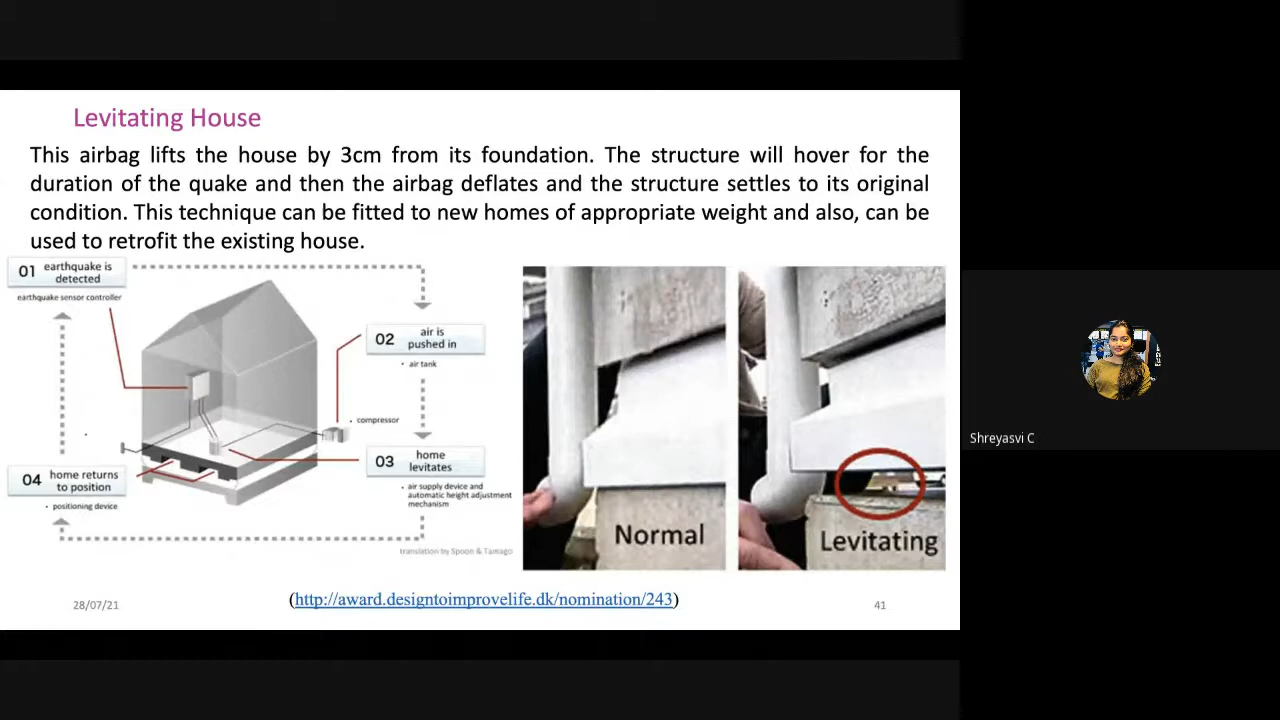 Levitating House
This airbag lifts the house by 3cm from its foundation. The structure will hover for the
duration of the quake and then the airbag deflates and the structure settles to its original
condition. This technique can be fitted to new homes of appropriate weight and also, can be
used to retrofit the existing house.
01 earthquake is
detected
earthquake sensor controller
02 air is
pushed in
• air tank
• compressor
03 home
levitates
• air supply device and
automatic height adjustment
mechanism
04 home returns
to position
• positioning device
translation by Spoon & Tamago
Normal
Levitating
(http://award.designtoimprovelife.dk/nomination/243)
28/07/21
41
Shreyasvi C